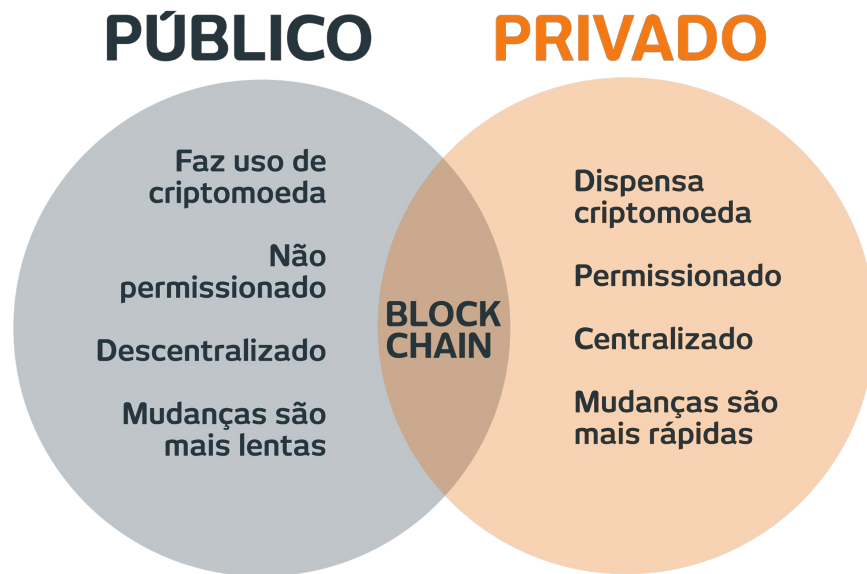 PÚBLICO
PRIVADO
Faz uso de
criptomoeda
Não
permissionado
Descentralizado
Mudanças são
mais lentas
BLOCK
CHAIN
Dispensa
criptomoeda
Permissionado
Centralizado
Mudanças são
mais rápidas